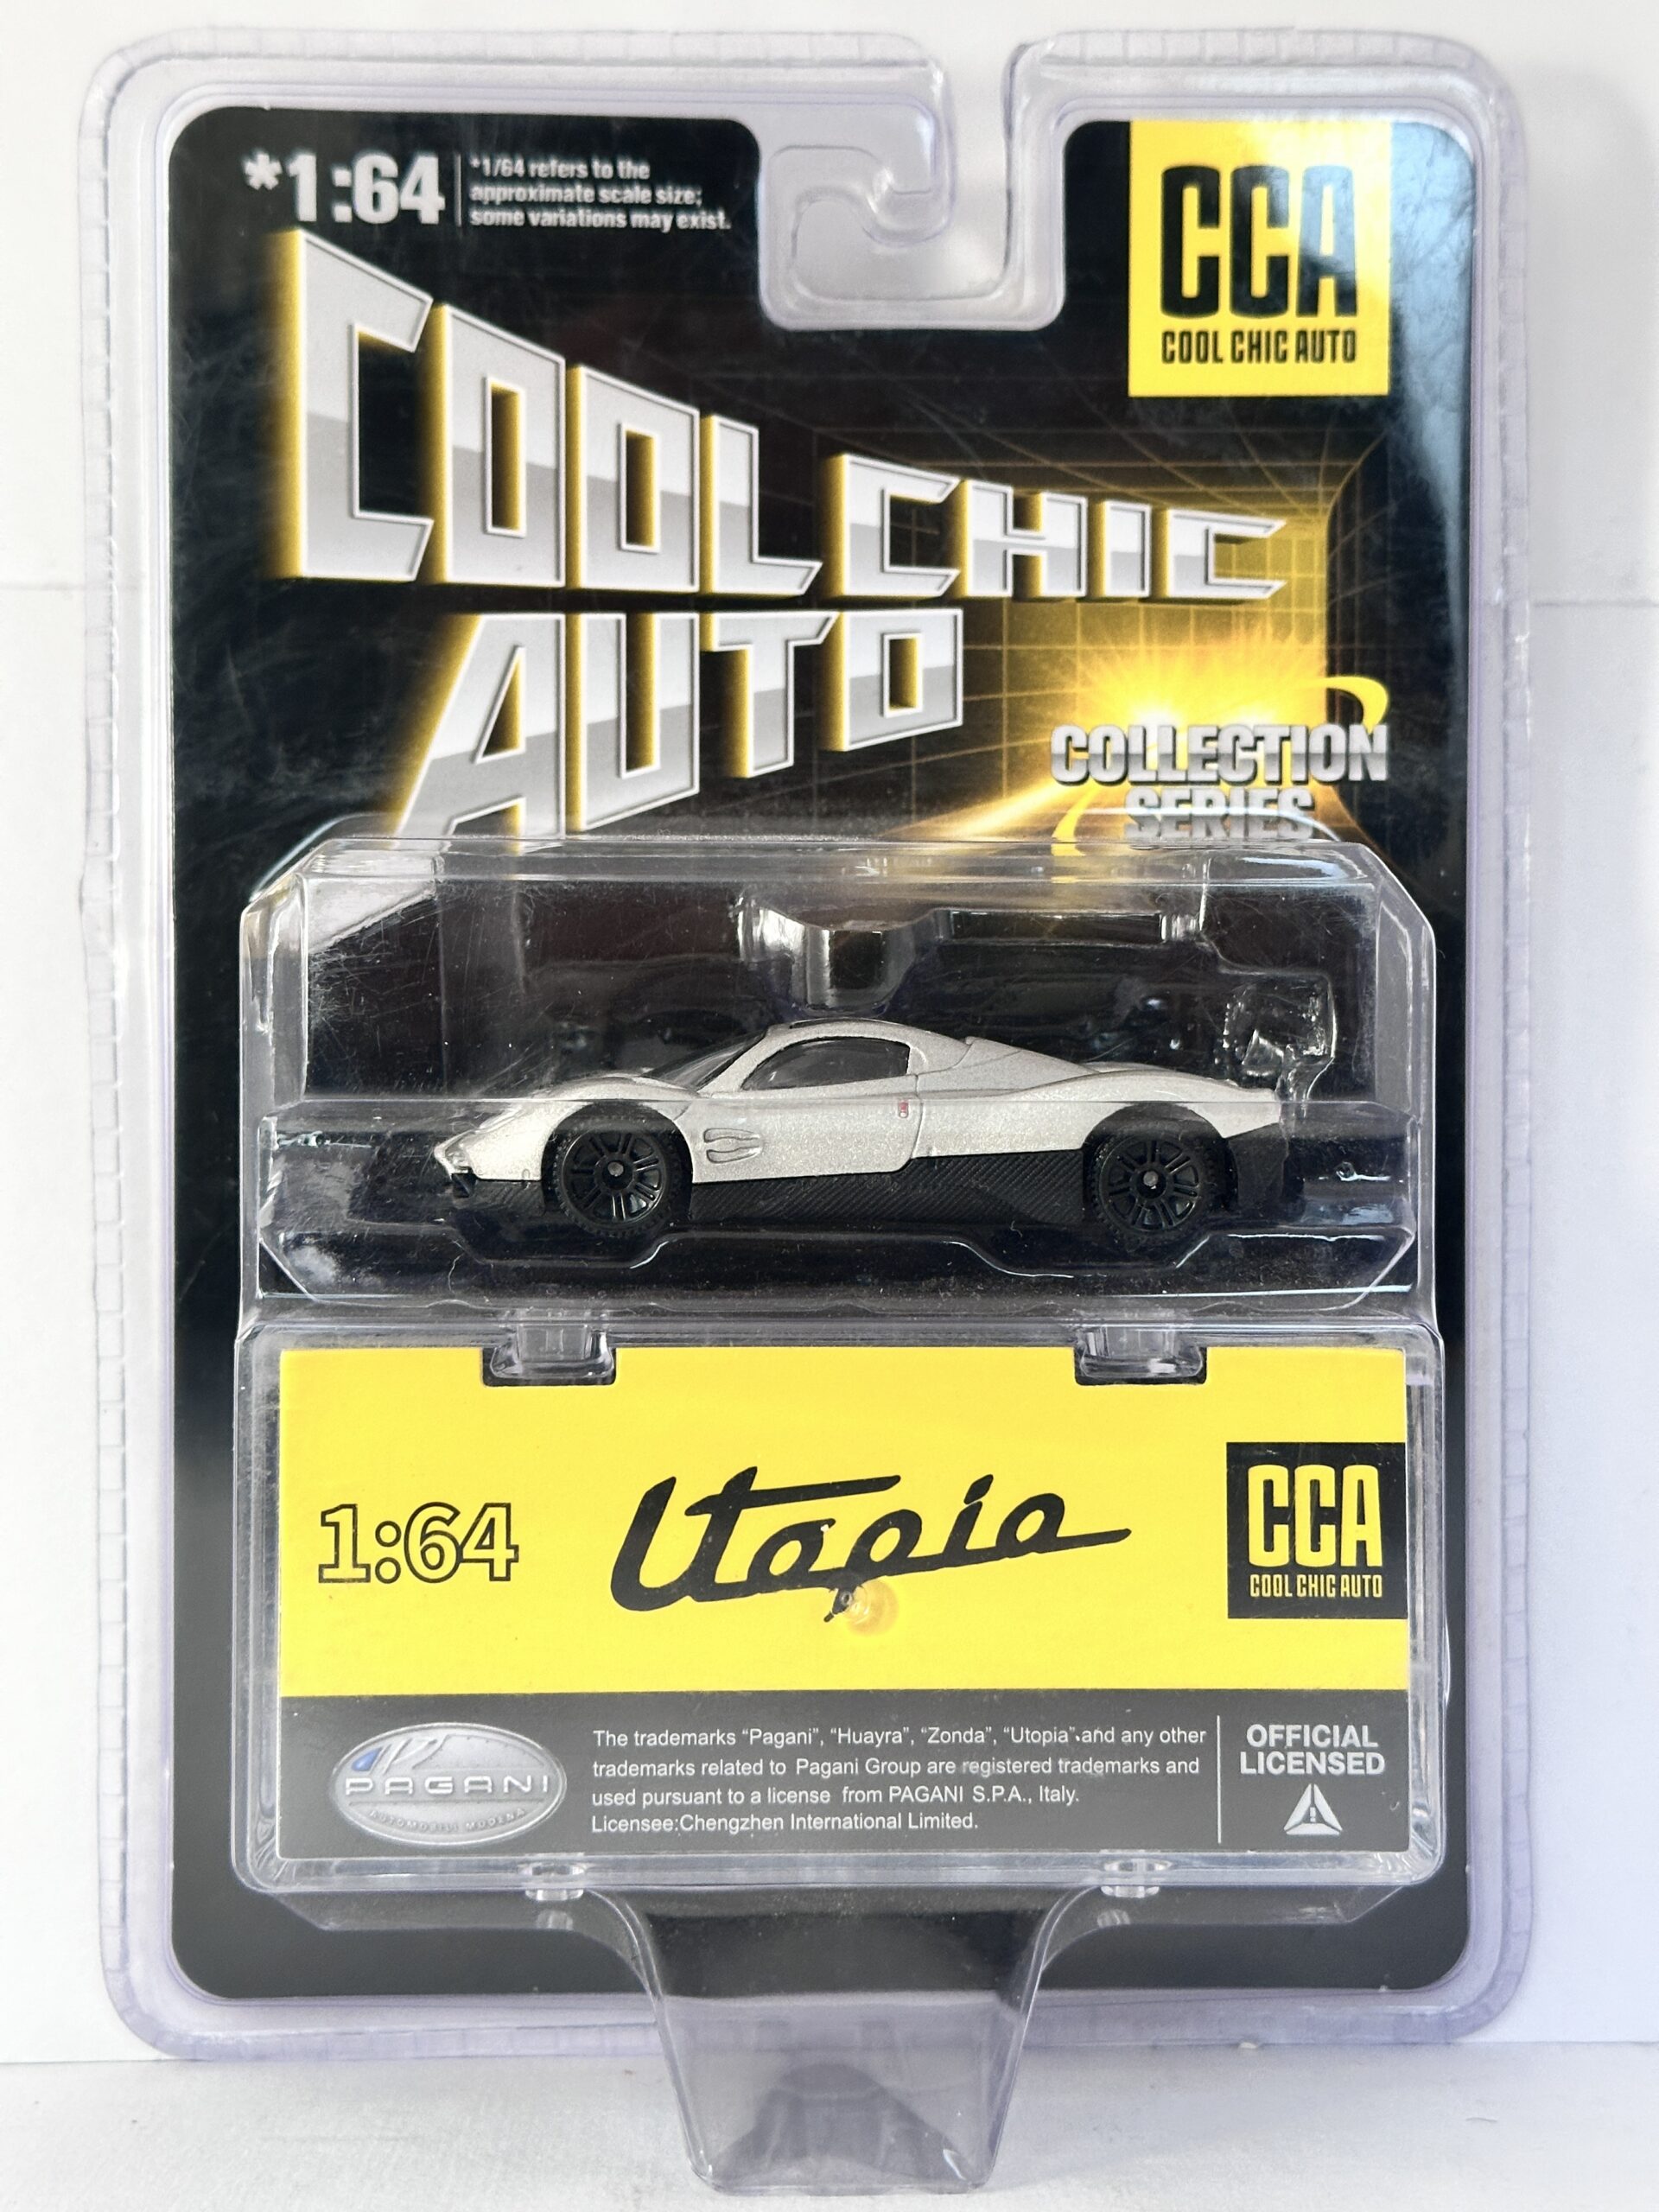 *1:64
*1/64 refers to the
approximate scale size;
some variations may exist.
CCA
COOL CHIC AUTO
COOL CHIC
AUTO
COLLECTION
SERIES
1:64
Utopia
CCA
COOL CHIC AUTO
PAGANI
AUTOMOBILI MODENA
The trademarks “Pagani”, “Huayra”, “Zonda”, “Utopia” and any other
trademarks related to Pagani Group are registered trademarks and
used pursuant to a license from PAGANI S.P.A., Italy.
Licensee:Chengzhen International Limited.
OFFICIAL
LICENSED